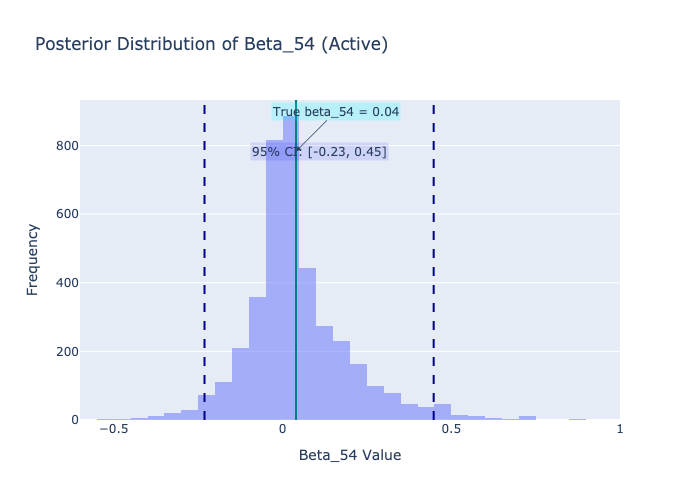 Posterior Distribution of Beta_54 (Active)
True beta_54 = 0.04
95% CI: [-0.23, 0.45]
800
600
400
200
0
Frequency
−0.5
0
0.5
1
Beta_54 Value